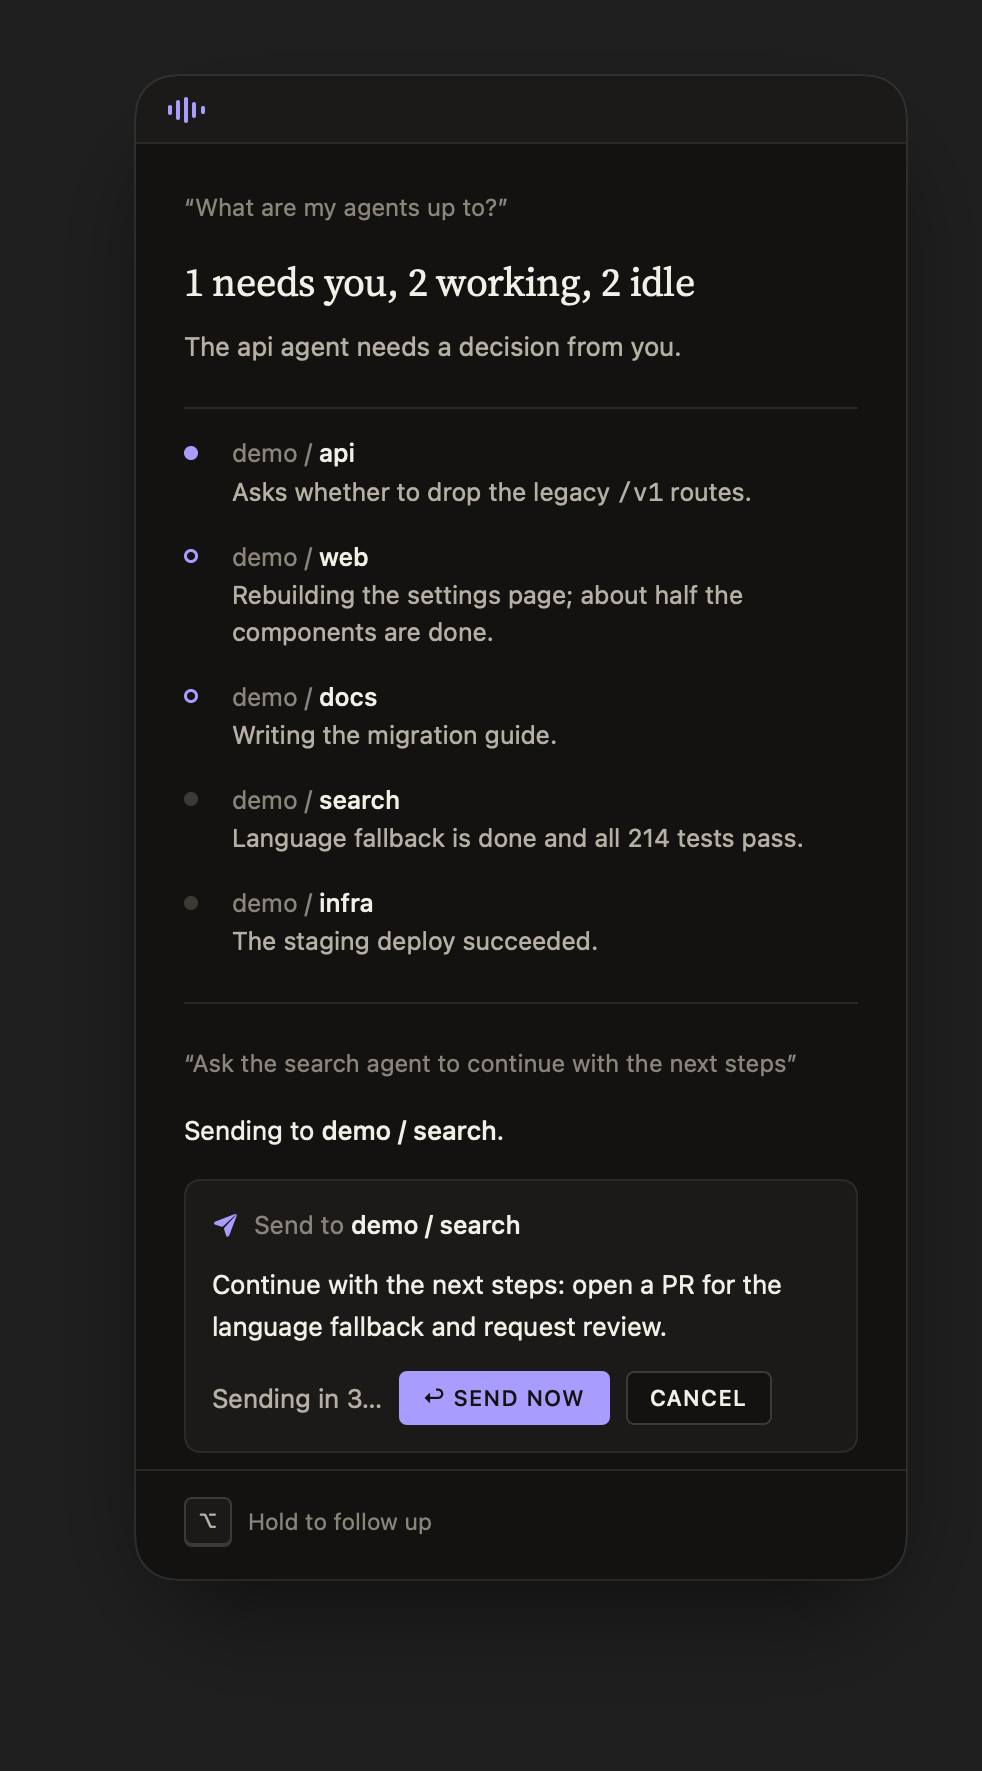 “What are my agents up to?”
1 needs you, 2 working, 2 idle
The api agent needs a decision from you.
demo / api
Asks whether to drop the legacy /v1 routes.
demo / web
Rebuilding the settings page; about half the
components are done.
demo / docs
Writing the migration guide.
demo / search
Language fallback is done and all 214 tests pass.
demo / infra
The staging deploy succeeded.
“Ask the search agent to continue with the next steps”
Sending to demo / search.
Send to demo / search
Continue with the next steps: open a PR for the
language fallback and request review.
Sending in 3... SEND NOW CANCEL
⌥ Hold to follow up